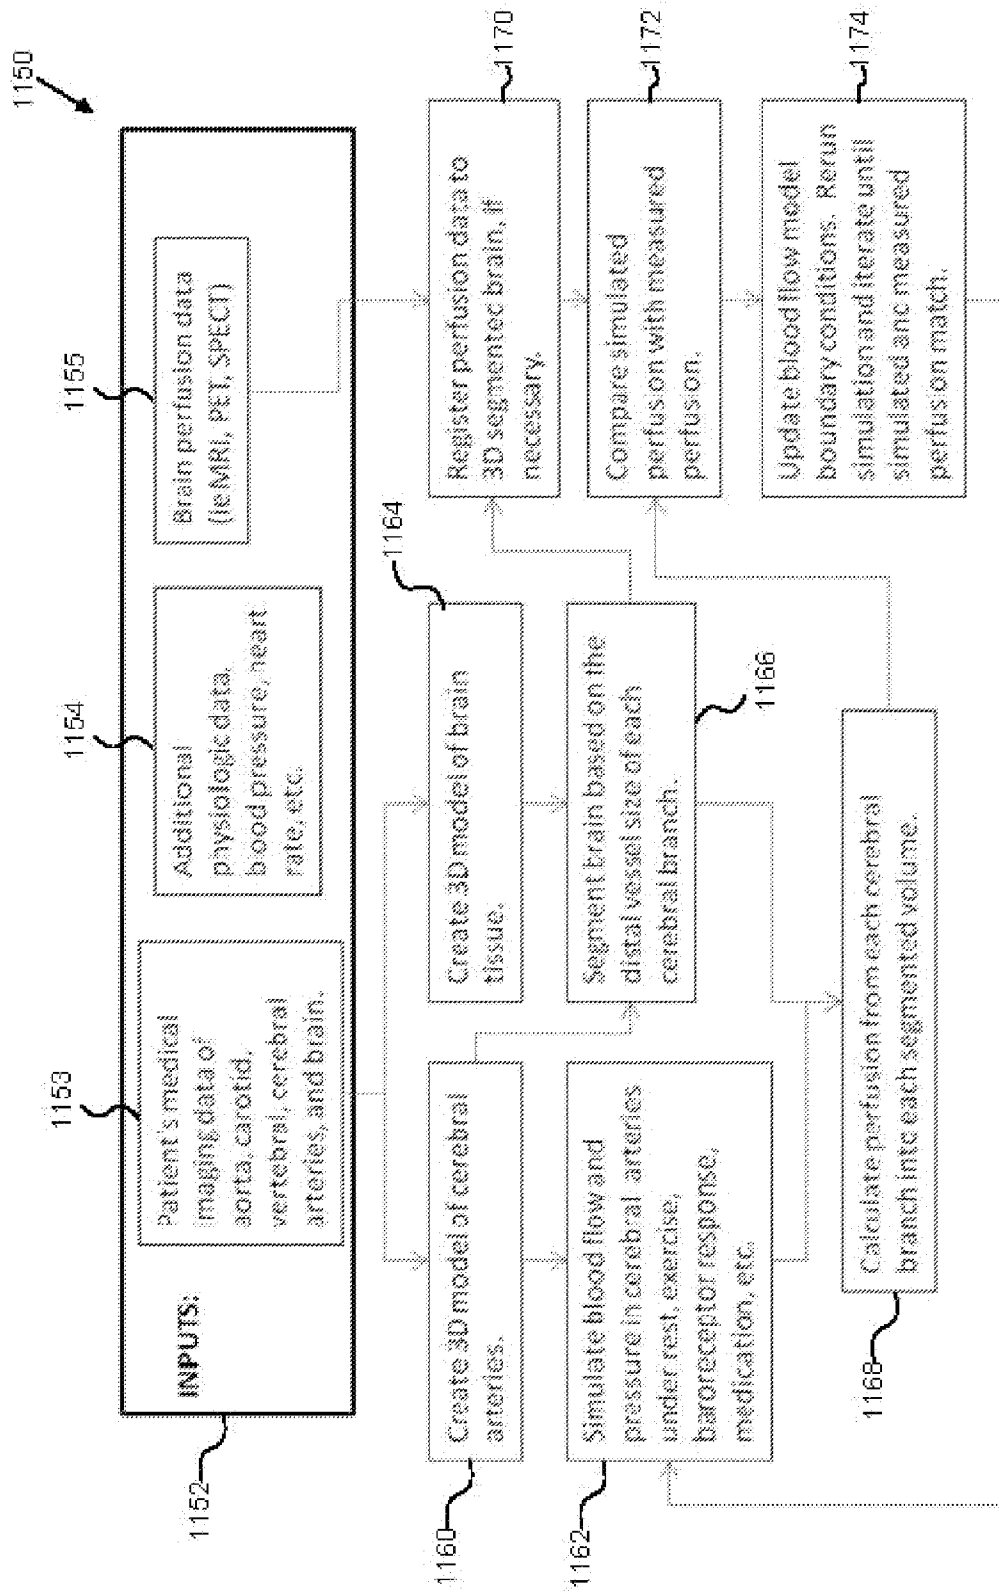 1150
1152
INPUTS:
1153
Patient's medical
imaging data of
aorta, carotid,
vertebral, cerebral
arteries, and brain.
1154
Additional
physiologic data,
blood pressure, heart
rate, etc.
1155
Brain perfusion data
(ieMRI, PET, SPECT)
1160
Create 3D model of cerebral
arteries.
1164
Create 3D model of brain
tissue.
1170
Register perfusion data to
3D segmented brain, if
necessary.
1162
Simulate blood flow and
pressure in cerebral arteries
under rest, exercise,
baroreceptor response,
medication, etc.
1166
Segment brain based on the
distal vessel size of each
cerebral branch.
1172
Compare simulated
perfusion with measured
perfusion.
1168
Calculate perfusion from each cerebral
branch into each segmented volume.
1174
Update blood flow model
boundary conditions. Rerun
simulation and iterate until
simulated and measured
perfusion match.